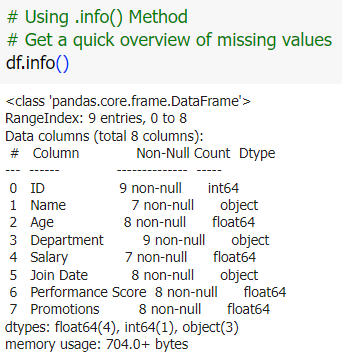 # Using .info() Method
# Get a quick overview of missing values
df.info()
<class 'pandas.core.frame.DataFrame'>
RangeIndex: 9 entries, 0 to 8
Data columns (total 8 columns):
# Column Non-Null Count Dtype
--- ------ -------------- -----
0 ID 9 non-null int64
1 Name 7 non-null object
2 Age 8 non-null float64
3 Department 9 non-null object
4 Salary 7 non-null float64
5 Join Date 8 non-null object
6 Performance Score 8 non-null float64
7 Promotions 8 non-null float64
dtypes: float64(4), int64(1), object(3)
memory usage: 704.0+ bytes